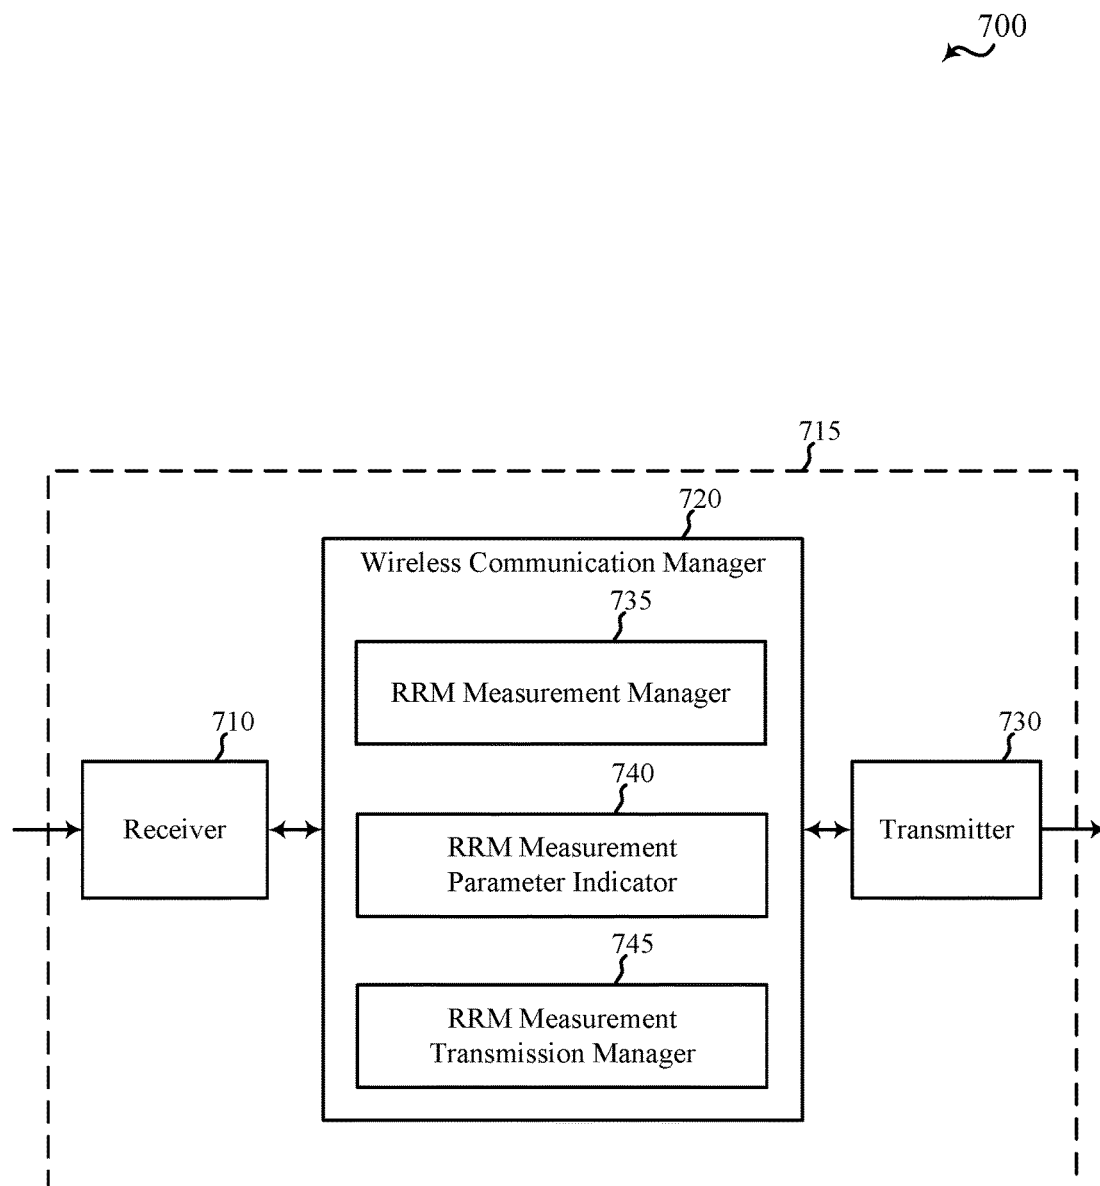 700
715
720
Wireless Communication Manager
735
RRM Measurement Manager
710
Receiver
740
RRM Measurement
Parameter Indicator
730
Transmitter
745
RRM Measurement
Transmission Manager